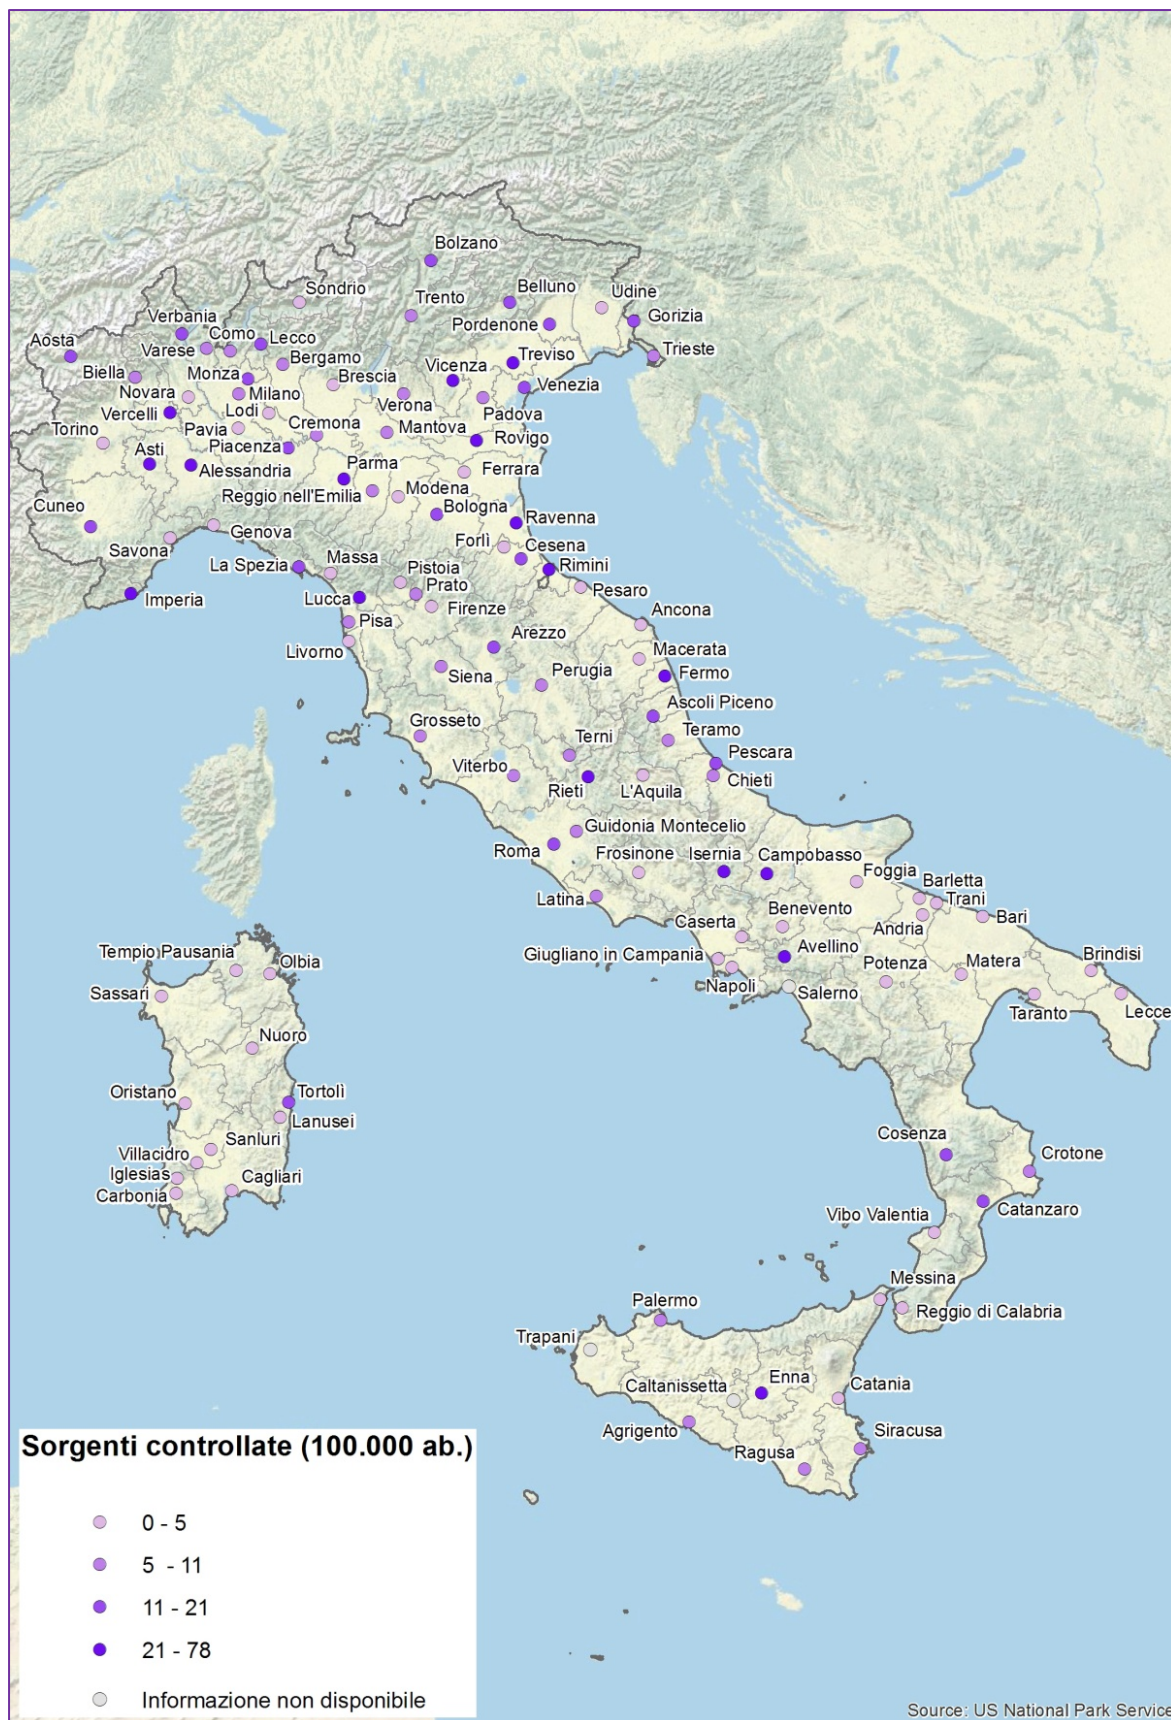 Bolzano
Sondrio
Trento
Belluno
Udine
Verbania
Como
Lecco
Pordenone
Gorizia
Aosta
Varese
Bergamo
Vicenza
Treviso
Trieste
Biella
Monza
Brescia
Venezia
Novara
Milano
Verona
Padova
Vercelli
Lodi
Cremona
Mantova
Rovigo
Torino
Pavia
Piacenza
Asti
Alessandria
Parma
Ferrara
Reggio nell'Emilia
Modena
Cuneo
Bologna
Ravenna
Genova
Savona
Forlì
Cesena
La Spezia
Massa
Pistoia
Rimini
Imperia
Lucca
Prato
Pesaro
Firenze
Pisa
Ancona
Livorno
Arezzo
Macerata
Siena
Perugia
Fermo
Ascoli Piceno
Grosseto
Terni
Teramo
Viterbo
Pescara
Rieti
L'Aquila
Chieti
Guidonia Montecelio
Roma
Frosinone
Isernia
Campobasso
Foggia
Latina
Barletta
Trani
Caserta
Benevento
Andria
Bari
Giugliano in Campania
Avellino
Napoli
Salerno
Potenza
Matera
Brindisi
Taranto
Lecce
Tempio Pausania
Olbia
Sassari
Nuoro
Oristano
Tortolì
Lanusei
Sanluri
Villacidro
Iglesias
Cagliari
Carbonia
Cosenza
Crotone
Catanzaro
Vibo Valentia
Messina
Reggio di Calabria
Palermo
Trapani
Enna
Caltanissetta
Catania
Agrigento
Siracusa
Ragusa
Sorgenti controllate (100.000 ab.)
0 - 5
5 - 11
11 - 21
21 - 78
Informazione non disponibile
Source: US National Park Service